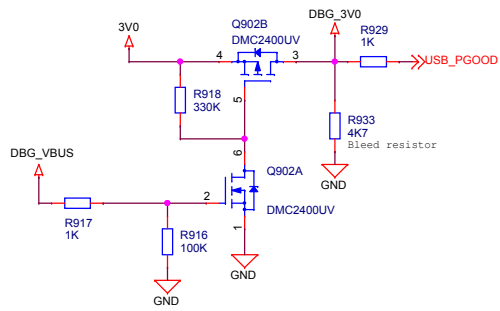 3V0
Q902B
DMC2400UV
DBG_3V0
R929
1K
4
3
USB_PGOOD
R918
330K
5
R933
4K7
Bleed resistor
GND
6
Q902A
DBG_VBUS
2
DMC2400UV
R917
1K
R916
100K
1
GND
GND